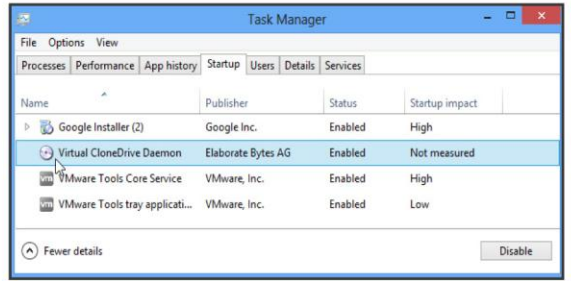 Task Manager
File Options View
Processes Performance App history Startup Users Details Services
Name Publisher Status Startup impact
Google Installer (2) Google Inc. Enabled High
Virtual CloneDrive Daemon Elaborate Bytes AG Enabled Not measured
vm VMware Tools Core Service VMware, Inc. Enabled High
vm VMware Tools tray applicati... VMware, Inc. Enabled Low
Fewer details Disable